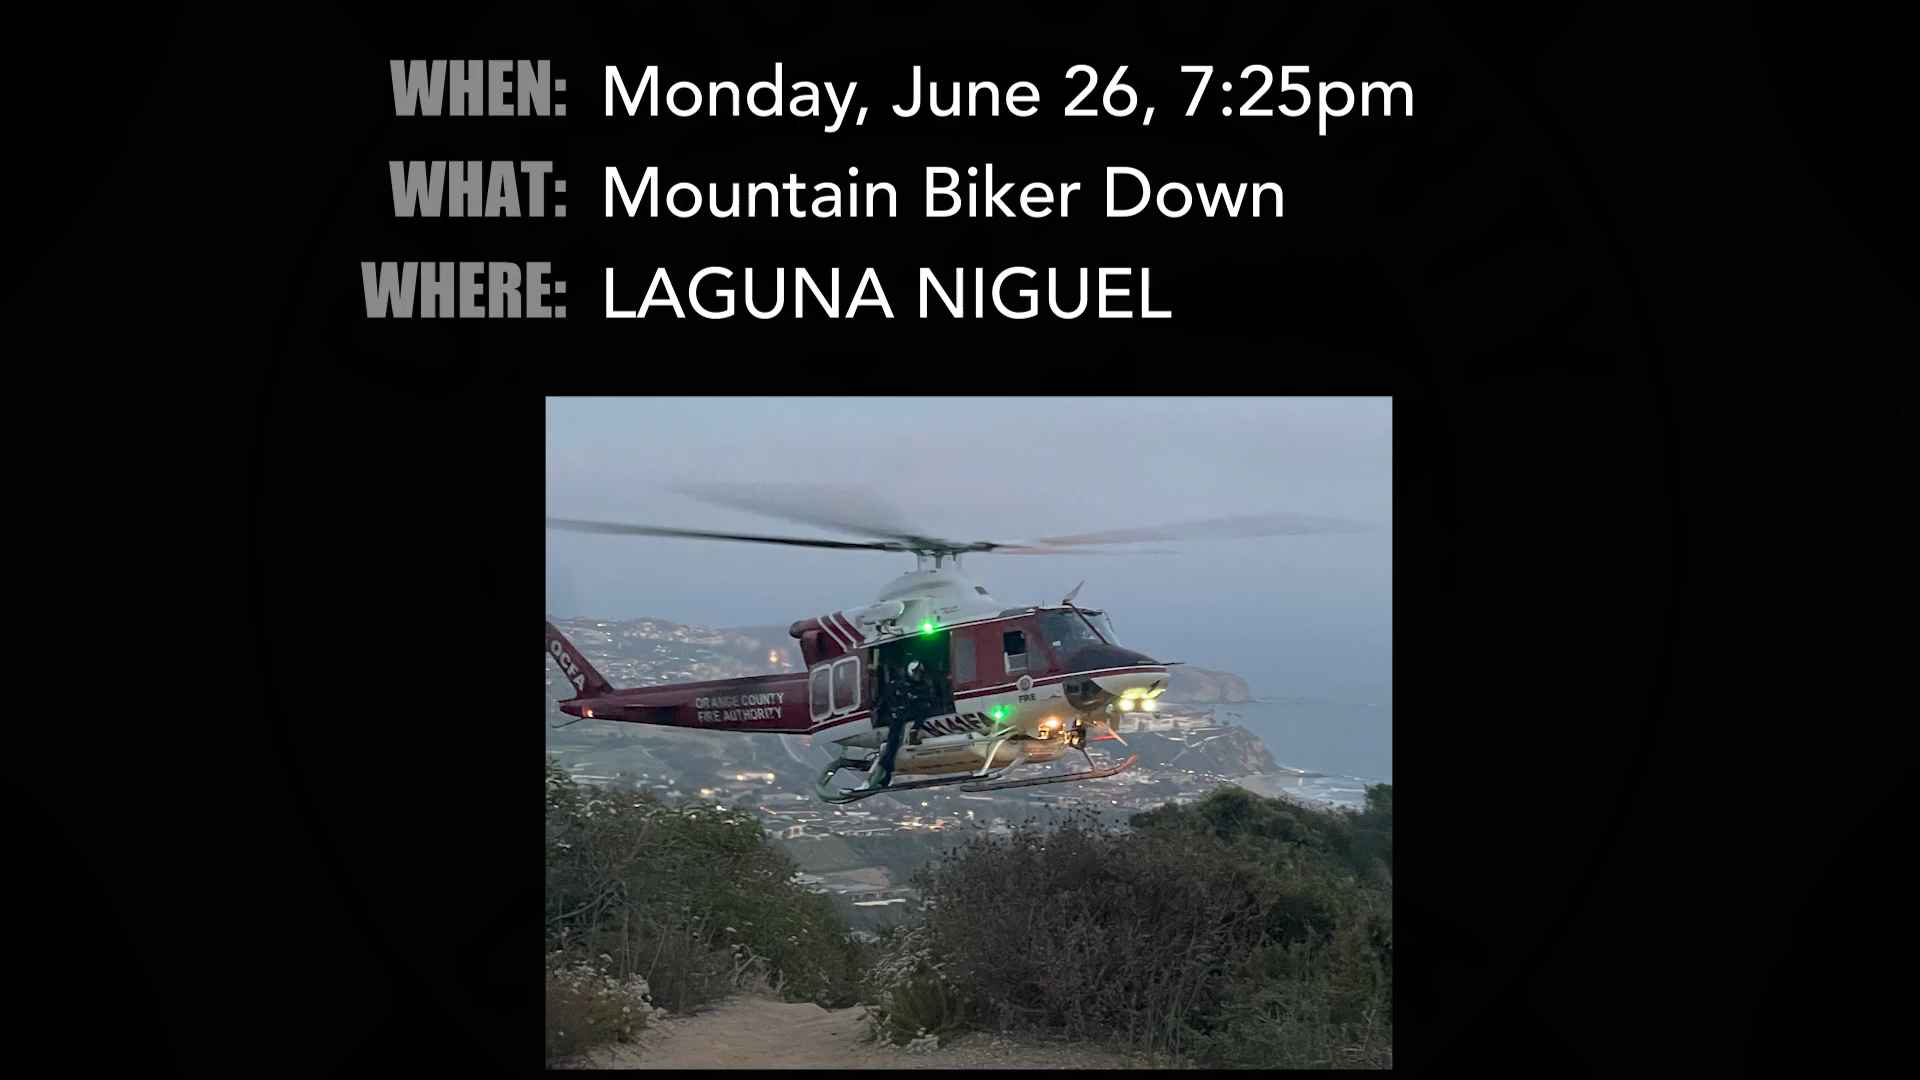 WHEN: Monday, June 26, 7:25pm
WHAT: Mountain Biker Down
WHERE: LAGUNA NIGUEL
OCFA
ORANGE COUNTY
FIRE AUTHORITY
FIRE
N141FA